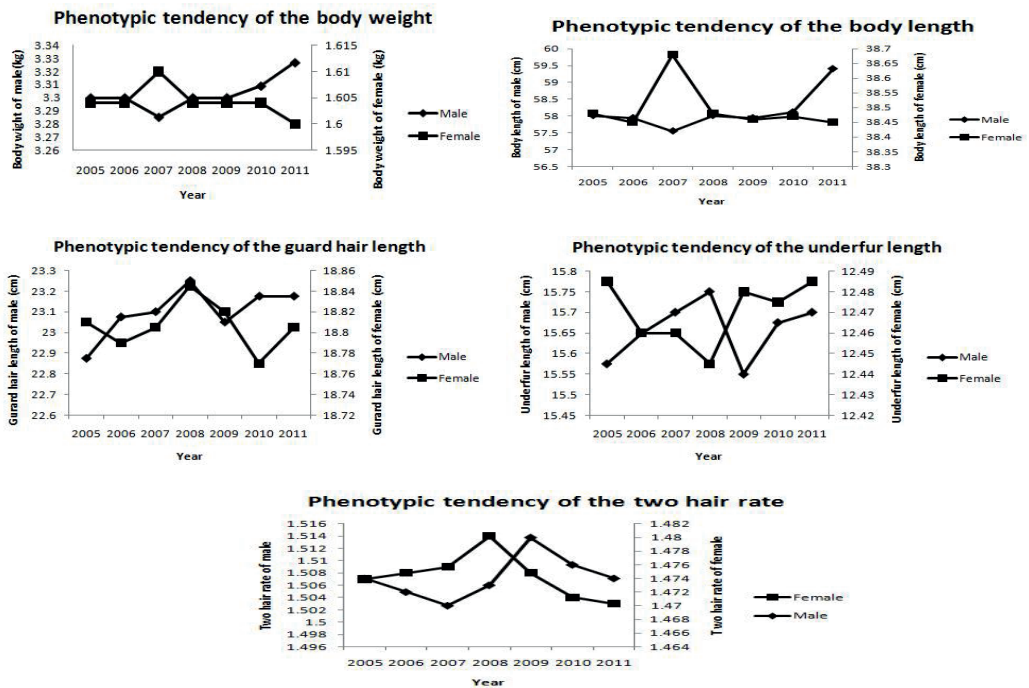 Phenotypic tendency of the body weight
Body wight of male(kg)
3.34
3.33
3.32
3.31
3.3
3.29
3.28
3.27
3.26
1.615
1.61
1.605
1.6
1.595
Body weight of female(kg)
Male
Female
2005 2006 2007 2008 2009 2010 2011
Year
Phenotypic tendency of the body length
Body length of male (cm)
60
59.5
59
58.5
58
57.5
57
56.5
38.7
38.65
38.6
38.55
38.5
38.45
38.4
38.35
38.3
Body length of female (cm)
Male
Female
2005 2006 2007 2008 2009 2010 2011
Year
Phenotypic tendency of the guard hair length
Gurard hair length of male (cm)
23.3
23.2
23.1
23
22.9
22.8
22.7
22.6
18.86
18.84
18.82
18.8
18.78
18.76
18.74
18.72
Guard hair length of female (cm)
Male
Female
2005 2006 2007 2008 2009 2010 2011
Year
Phenotypic tendency of the underfur length
Underfur length of male (cm)
15.8
15.75
15.7
15.65
15.6
15.55
15.5
15.45
12.49
12.48
12.47
12.46
12.45
12.44
12.43
12.42
Underfur length of female (cm)
Male
Female
2005 2006 2007 2008 2009 2010 2011
Year
Phenotypic tendency of the two hair rate
Two hair rate of male
1.516
1.514
1.512
1.51
1.508
1.506
1.504
1.502
1.5
1.498
1.496
1.482
1.48
1.478
1.476
1.474
1.472
1.47
1.468
1.466
1.464
Two hair rate of female
Female
Male
2005 2006 2007 2008 2009 2010 2011
Year